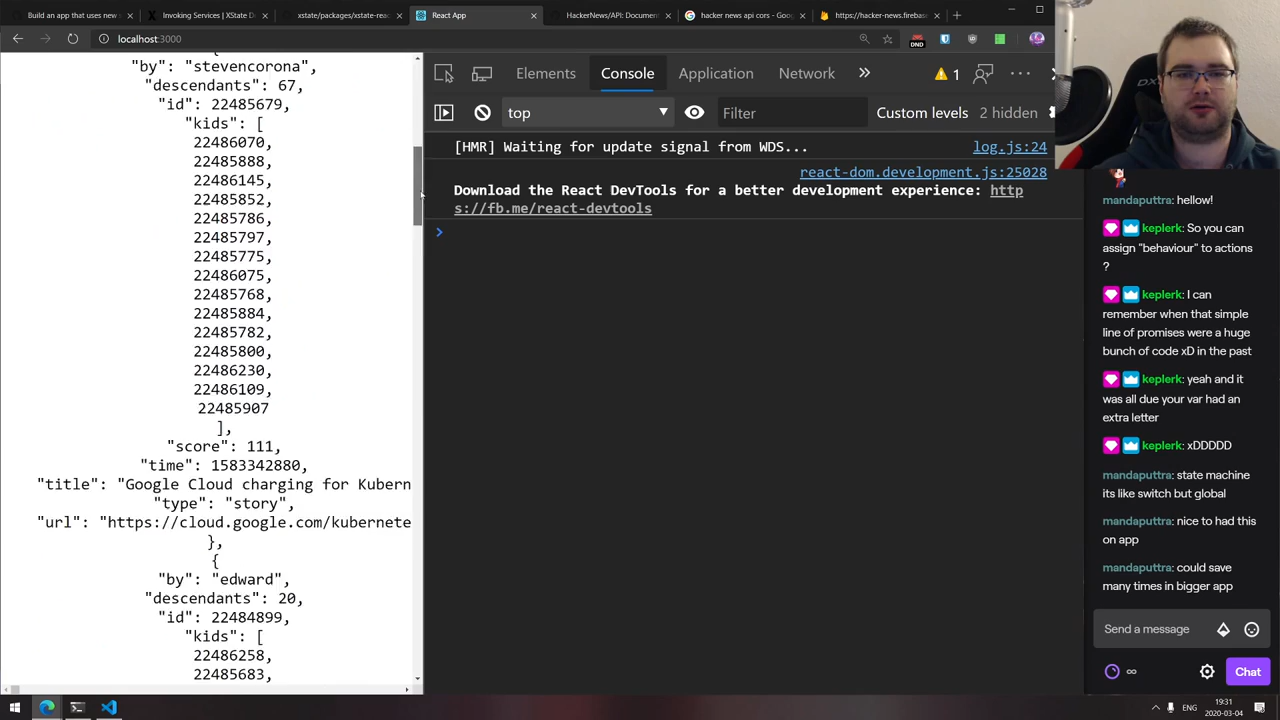 Build an app that uses new
Invoking Services | XState D
xstate/packages/xstate-rea
React App
HackerNews/API: Document
hacker news api cors - Goog
https://hacker-news.firebas
localhost:3000
DND
{
"by": "stevencorona",
"descendants": 67,
"id": 22485679,
"kids": [
22486070,
22485888,
22486145,
22485852,
22485786,
22485797,
22485775,
22486075,
22485768,
22485884,
22485782,
22485800,
22486230,
22486109,
22485907
],
"score": 111,
"time": 1583342880,
"title": "Google Cloud charging for Kubern
"type": "story",
"url": "https://cloud.google.com/kubernete
},
{
"by": "edward",
"descendants": 20,
"id": 22484899,
"kids": [
22486258,
22485683,
Elements
Console
Application
Network
1
top
Filter
Custom levels
2 hidden
[HMR] Waiting for update signal from WDS...
log.js:24
react-dom.development.js:25028
Download the React DevTools for a better development experience: http
s://fb.me/react-devtools
mandaputtra: hellow!
keplerk: So you can
assign "behaviour" to actions
?
keplerk: I can
remember when that simple
line of promises were a huge
bunch of code xD in the past
keplerk: yeah and it
was all due your var had an
extra letter
keplerk: xDDDDD
mandaputtra: state machine
its like switch but global
mandaputtra: nice to had this
on app
mandaputtra: could save
many times in bigger app
Send a message
∞
Chat
ENG
19:31
2020-03-04